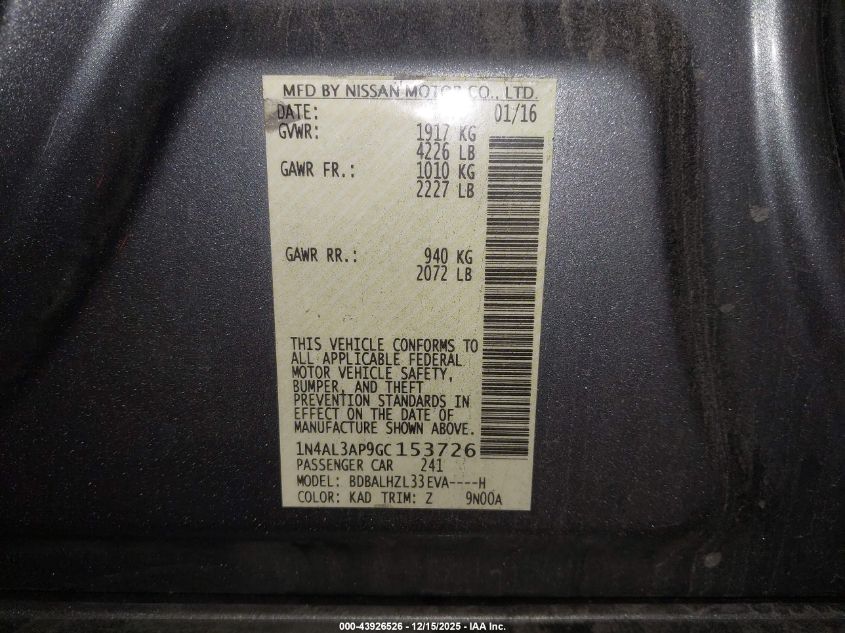 MFD BY NISSAN MOTOR CO., LTD.
DATE: 01/16
GVWR: 1917 KG
4226 LB
GAWR FR.: 1010 KG
2227 LB
GAWR RR.: 940 KG
2072 LB
THIS VEHICLE CONFORMS TO
ALL APPLICABLE FEDERAL
MOTOR VEHICLE SAFETY,
BUMPER, AND THEFT
PREVENTION STANDARDS IN
EFFECT ON THE DATE OF
MANUFACTURE SHOWN ABOVE.
1N4AL3AP9GC153726
PASSENGER CAR 241
MODEL: BDBALHZL33EVA----H
COLOR: KAD TRIM: Z 9N00A
000-43926526 - 12/15/2025 - IAA Inc.